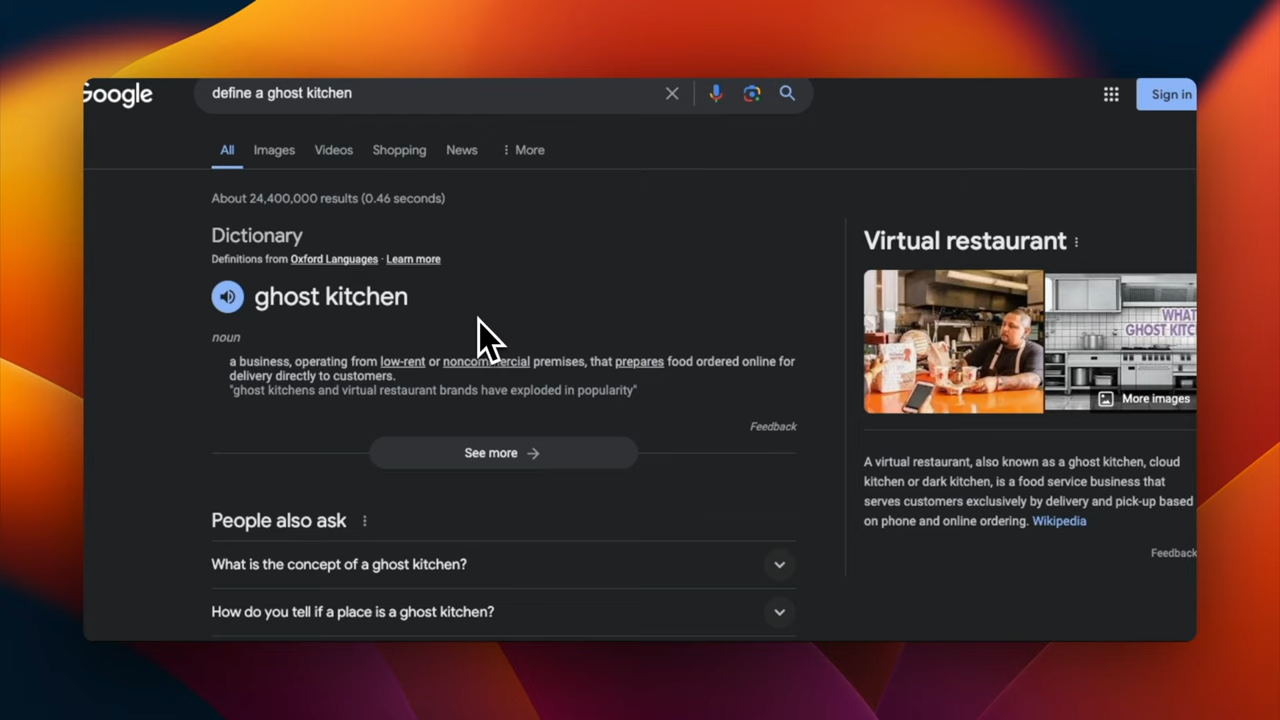 Google
define a ghost kitchen
Sign in
All
Images
Videos
Shopping
News
More
About 24,400,000 results (0.46 seconds)
Dictionary
Definitions from Oxford Languages · Learn more
ghost kitchen
noun
a business, operating from low-rent or noncommercial premises, that prepares food ordered online for
delivery directly to customers.
"ghost kitchens and virtual restaurant brands have exploded in popularity"
Feedback
See more
People also ask
What is the concept of a ghost kitchen?
How do you tell if a place is a ghost kitchen?
Virtual restaurant
WHAT
GHOST KITC
More images
A virtual restaurant, also known as a ghost kitchen, cloud
kitchen or dark kitchen, is a food service business that
serves customers exclusively by delivery and pick-up based
on phone and online ordering. Wikipedia
Feedback